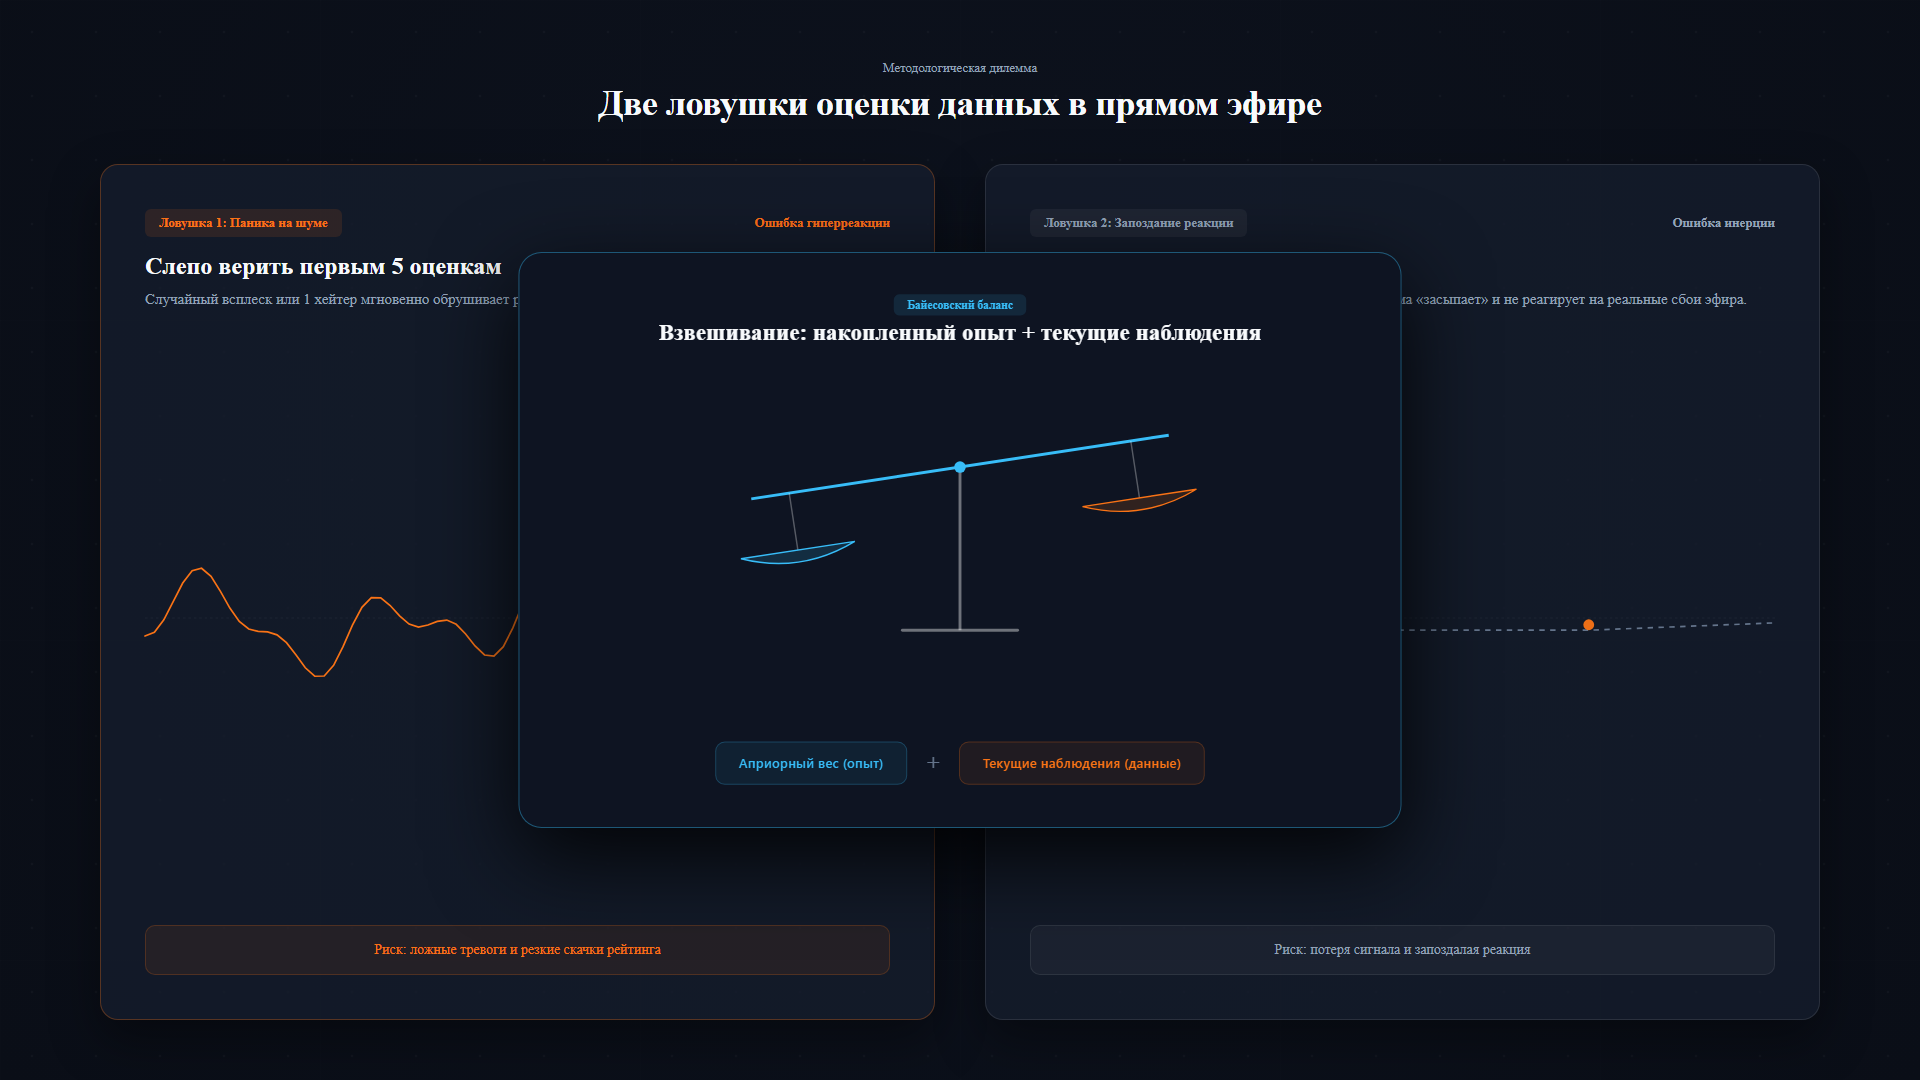 Методологическая дилемма
Две ловушки оценки данных в прямом эфире
Ловушка 1: Паника на шуме
Ошибка гиперреакции
Слепо верить первым 5 оценкам
Случайный всплеск или 1 хейтер мгновенно обрушивает
Ловушка 2: Запоздание реакции
Ошибка инерции
«засыпает» и не реагирует на реальные сбои эфира.
Байесовский баланс
Взвешивание: накопленный опыт + текущие наблюдения
Априорный вес (опыт)
+
Текущие наблюдения (данные)
Риск: ложные тревоги и резкие скачки рейтинга
Риск: потеря сигнала и запоздалая реакция